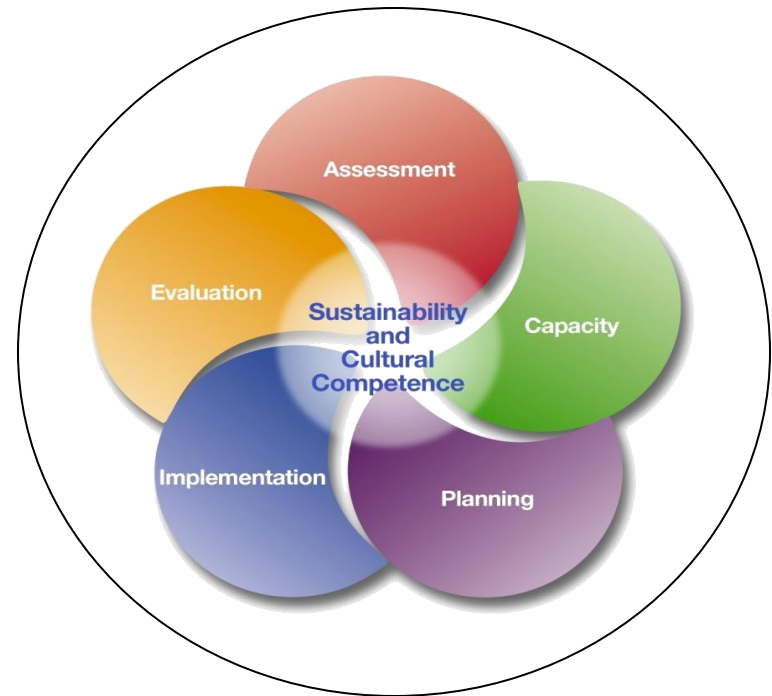 Assessment
Evaluation
Sustainability
and
Cultural
Competence
Capacity
Implementation
Planning